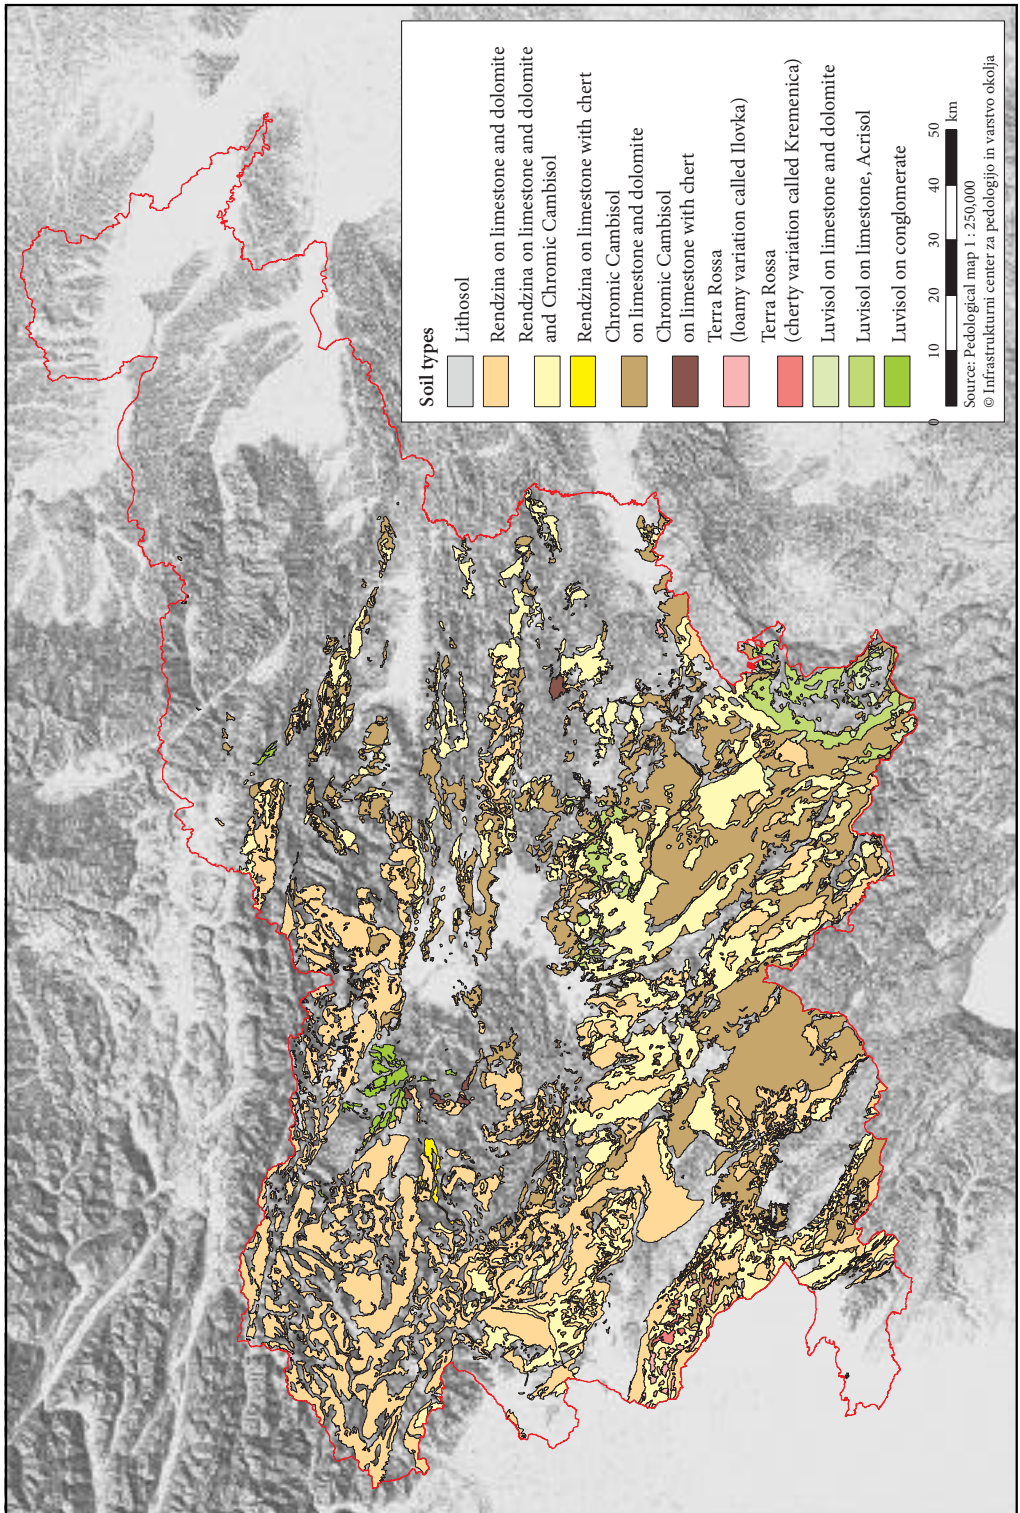 Soil types
Lithosol
Rendzina on limestone and dolomite
Rendzina on limestone and dolomite
and Chromic Cambisol
Rendzina on limestone with chert
Chromic Cambisol
on limestone and dolomite
Chromic Cambisol
on limestone with chert
Terra Rossa
(loamy variation called Ilovka)
Terra Rossa
(cherty variation called Kremenica)
Luvisol on limestone and dolomite
Luvisol on limestone, Acrisol
Luvisol on conglomerate
0 10 20 30 40 50 km
Source: Pedological map 1 : 250,000
© Infrastrukturni center za pedologijo in varstvo okolja